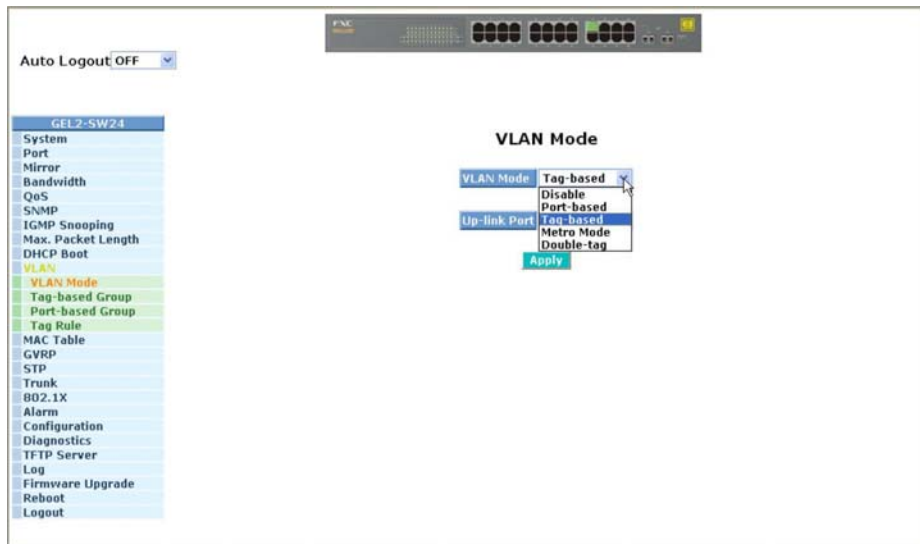 FXC
Auto Logout OFF
GEL2-SW24
System
Port
Mirror
Bandwidth
QoS
SNMP
IGMP Snooping
Max. Packet Length
DHCP Boot
VLAN
VLAN Mode
Tag-based Group
Port-based Group
Tag Rule
MAC Table
GVRP
STP
Trunk
802.1X
Alarm
Configuration
Diagnostics
TFTP Server
Log
Firmware Upgrade
Reboot
Logout
VLAN Mode
VLAN Mode Tag-based
Disable
Port-based
Up-link Port Tag-based
Metro Mode
Double-tag
Apply